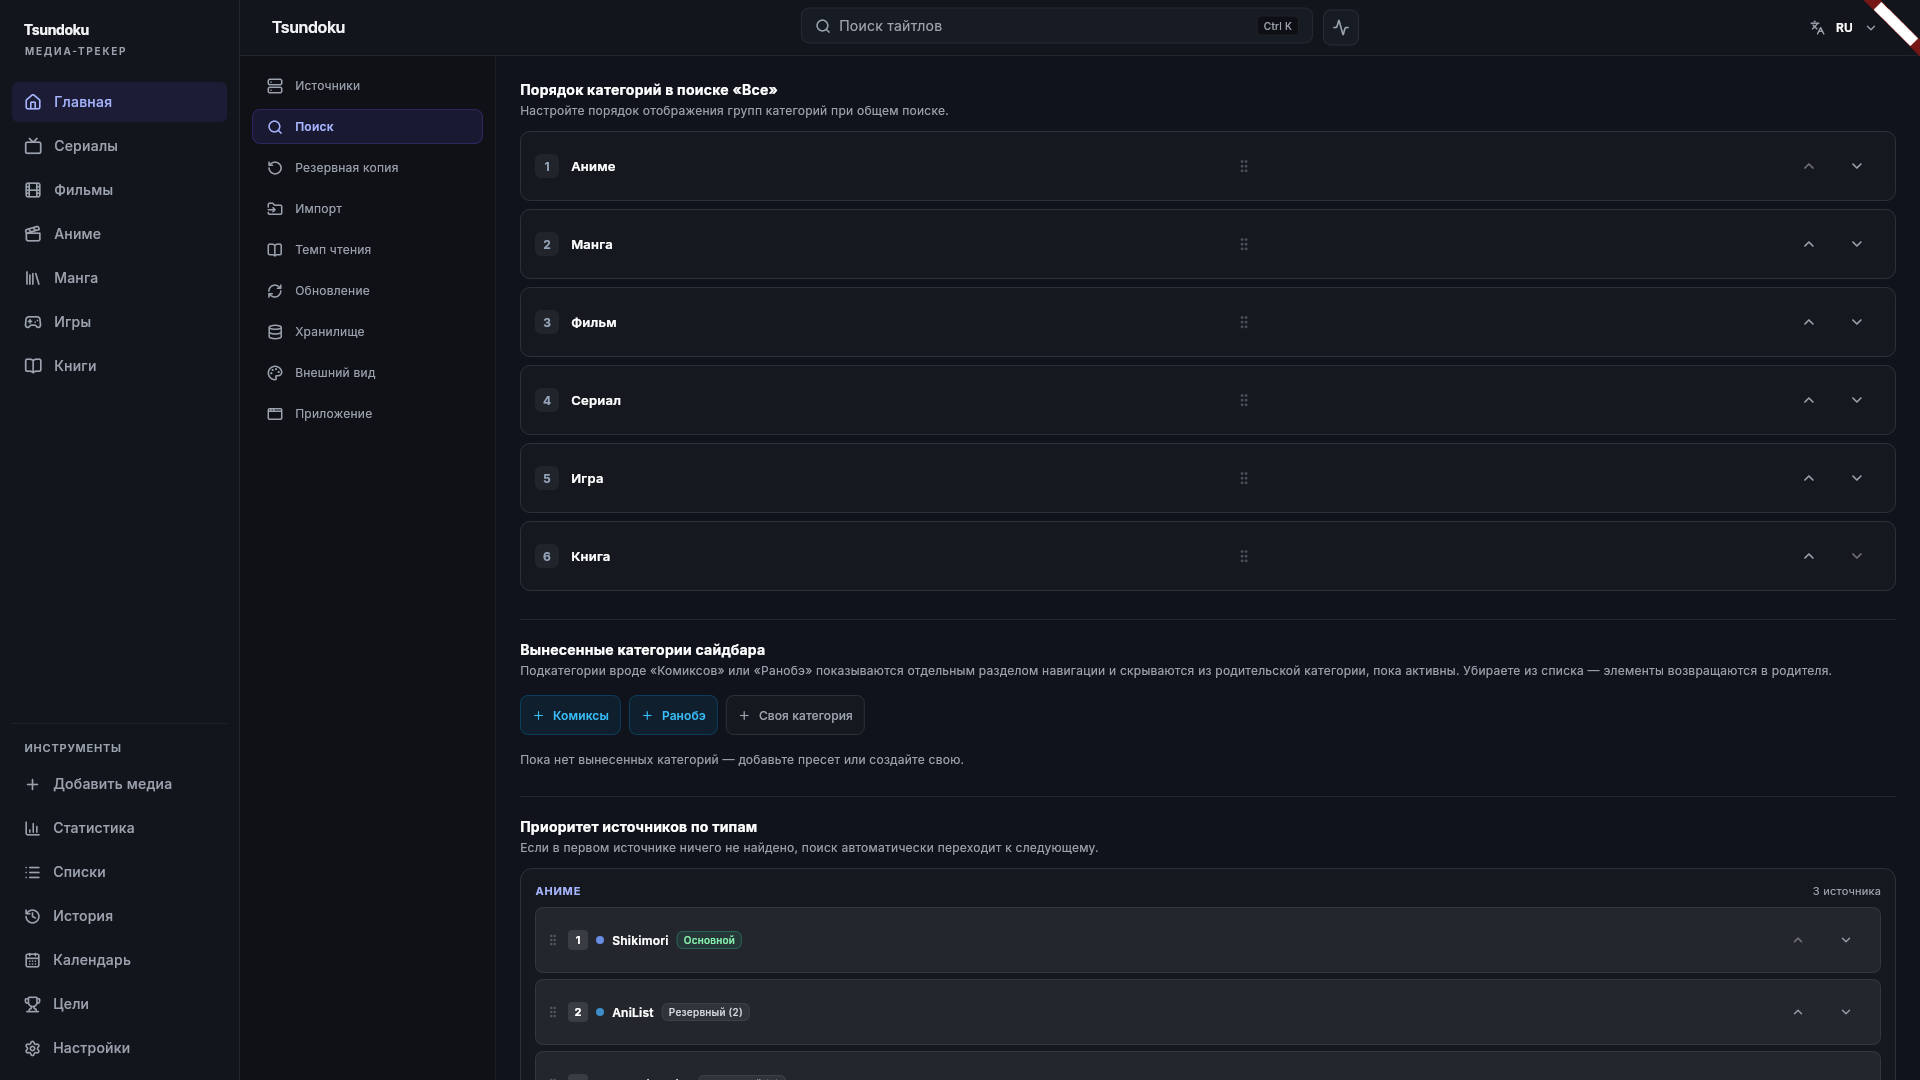 Tsundoku
МЕДИА-ТРЕКЕР
Главная
Сериалы
Фильмы
Аниме
Манга
Игры
Книги
ИНСТРУМЕНТЫ
Добавить медиа
Статистика
Списки
История
Календарь
Цели
Настройки
Tsundoku
Поиск тайтлов
Ctrl K
RU
Источники
Поиск
Резервная копия
Импорт
Темп чтения
Обновление
Хранилище
Внешний вид
Приложение
Порядок категорий в поиске «Все»
Настройте порядок отображения групп категорий при общем поиске.
1 Аниме
2 Манга
3 Фильм
4 Сериал
5 Игра
6 Книга
Вынесенные категории сайдбара
Подкатегории вроде «Комиксов» или «Ранобэ» показываются отдельным разделом навигации и скрываются из родительской категории, пока активны. Убираете из списка — элементы возвращаются в родителя.
+ Комиксы + Ранобэ + Своя категория
Пока нет вынесенных категорий — добавьте пресет или создайте свою.
Приоритет источников по типам
Если в первом источнике ничего не найдено, поиск автоматически переходит к следующему.
АНИМЕ 3 источника
1 Shikimori Основной
2 AniList Резервный (2)